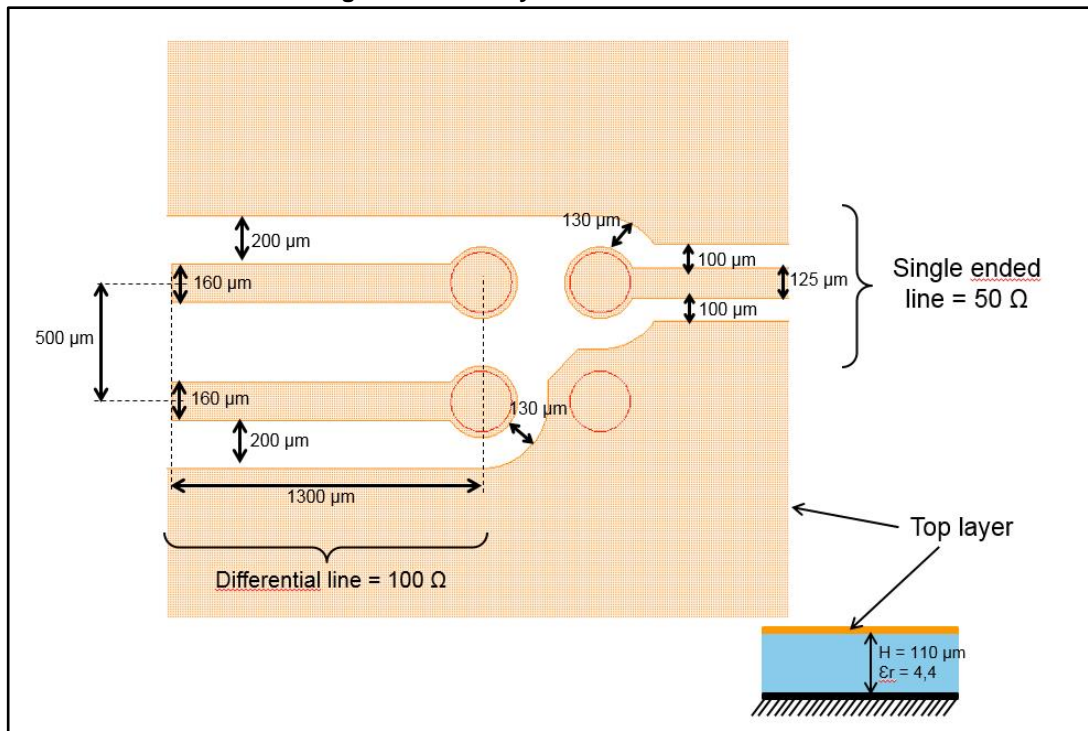 130 µm
200 µm
100 µm
160 µm
125 µm
Single ended
line = 50 Ω
100 µm
500 µm
160 µm
130 µm
200 µm
1300 µm
Top layer
Differential line = 100 Ω
H = 110 µm
Ɛr = 4,4